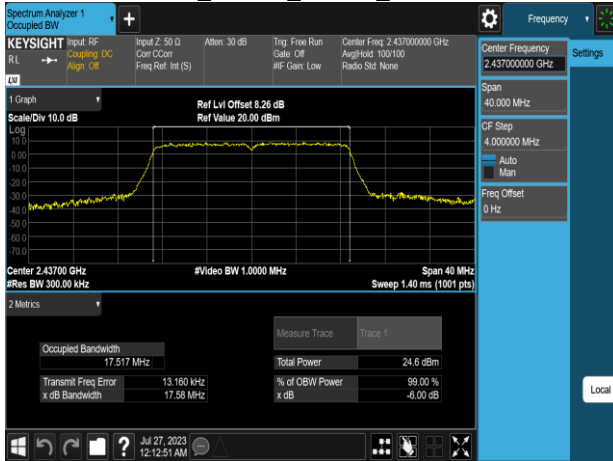 Spectrum Analyzer 1
Occupied BW
+
Frequency
KEYSIGHT
R L
LXI
Input: RF
Coupling: DC
Align: Off
Input Z: 50 Ω
Corr CCorr
Freq Ref: Int (S)
Atten: 30 dB
Trig: Free Run
Gate: Off
#IF Gain: Low
Center Freq: 2.437000000 GHz
Avg|Hold: 100/100
Radio Std: None
Center Frequency
2.437000000 GHz
Settings
Span
40.000 MHz
CF Step
4.000000 MHz
Auto
Man
Freq Offset
0 Hz
Local
1 Graph
Scale/Div 10.0 dB
Ref Lvl Offset 8.26 dB
Ref Value 20.00 dBm
Log
10.0
0.00
-10.0
-20.0
-30.0
-40.0
-50.0
-60.0
-70.0
Center 2.43700 GHz
#Res BW 300.00 kHz
#Video BW 1.0000 MHz
Span 40 MHz
Sweep 1.40 ms (1001 pts)
2 Metrics
Measure Trace Trace 1
Occupied Bandwidth
17.517 MHz
Total Power 24.6 dBm
Transmit Freq Error 13.160 kHz
% of OBW Power 99.00 %
x dB Bandwidth 17.58 MHz
x dB -6.00 dB
?
Jul 27, 2023
12:12:51 AM